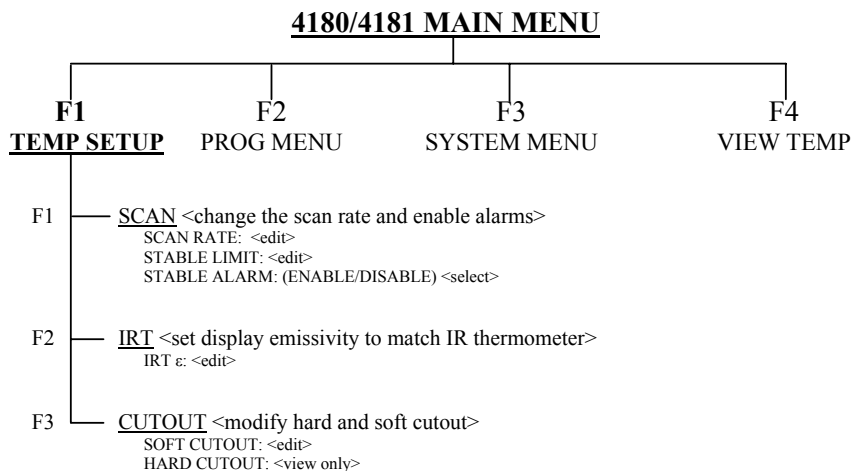 4180/4181 MAIN MENU
F1 F2 F3 F4
TEMP SETUP PROG MENU SYSTEM MENU VIEW TEMP
F1 SCAN <change the scan rate and enable alarms>
SCAN RATE: <edit>
STABLE LIMIT: <edit>
STABLE ALARM: (ENABLE/DISABLE) <select>
F2 IRT <set display emissivity to match IR thermometer>
IRT ε: <edit>
F3 CUTOUT <modify hard and soft cutout>
SOFT CUTOUT: <edit>
HARD CUTOUT: <view only>